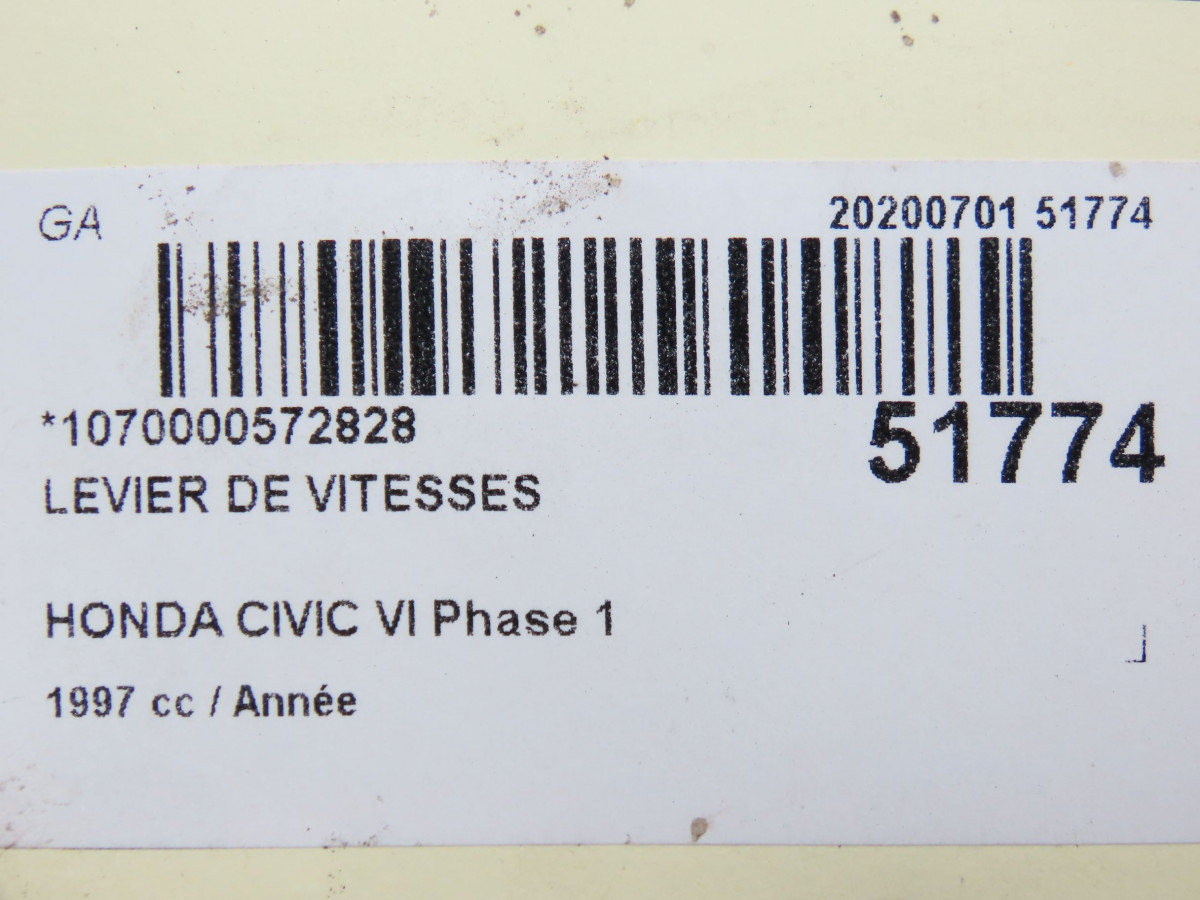 GA
20200701 51774
*1070000572828
51774
LEVIER DE VITESSES
HONDA CIVIC VI Phase 1
1997 cc / Année